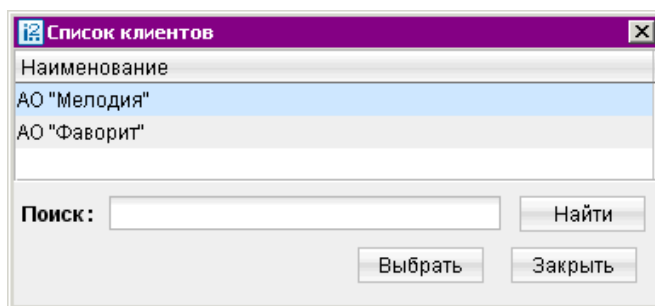 Список клиентов
Наименование
АО "Мелодия"
АО "Фаворит"
Поиск: Найти
Выбрать Закрыть